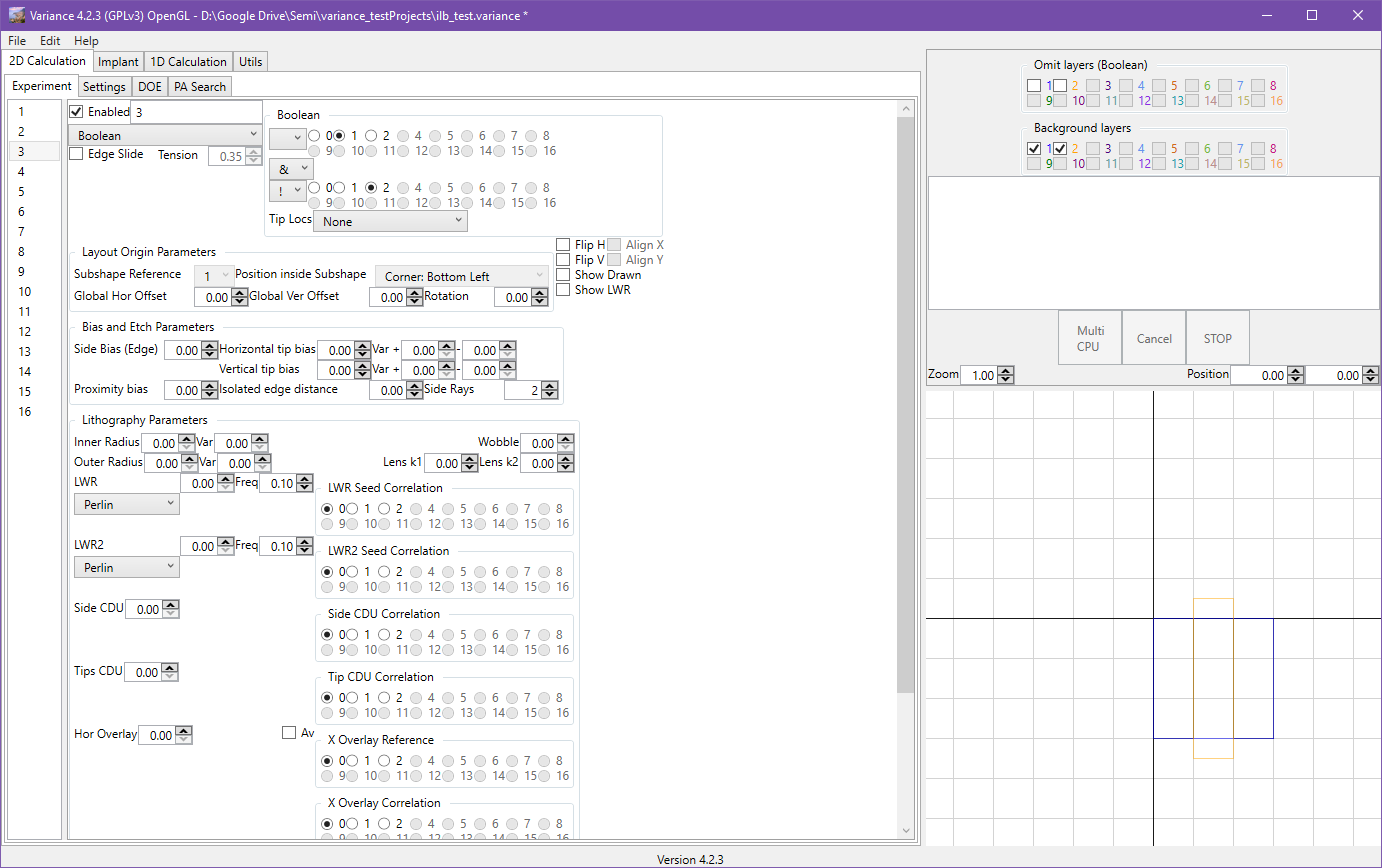 Variance 4.2.3 (GPLv3) OpenGL - D:\Google Drive\Semi\variance_testProjects\ilb_test.variance *
File Edit Help
2D Calculation Implant 1D Calculation Utils
Experiment Settings DOE PA Search
1
2
3
4
5
6
7
8
9
10
11
12
13
14
15
16
Enabled 3
Boolean
Edge Slide Tension 0.35
Boolean
0 1 2 4 5 6 7 8
9 10 11 12 13 14 15 16
&
! 0 1 2 4 5 6 7 8
9 10 11 12 13 14 15 16
Tip Locs None
Layout Origin Parameters
Subshape Reference 1 Position inside Subshape Corner: Bottom Left
Global Hor Offset 0.00 Global Ver Offset 0.00 Rotation 0.00
Flip H Align X
Flip V Align Y
Show Drawn
Show LWR
Bias and Etch Parameters
Side Bias (Edge) 0.00 Horizontal tip bias 0.00 Var + 0.00 - 0.00
Vertical tip bias 0.00 Var + 0.00 - 0.00
Proximity bias 0.00 Isolated edge distance 0.00 Side Rays 2
Lithography Parameters
Inner Radius 0.00 Var 0.00 Wobble 0.00
Outer Radius 0.00 Var 0.00 Lens k1 0.00 Lens k2 0.00
LWR 0.00 Freq 0.10
Perlin
LWR Seed Correlation
0 1 2 4 5 6 7 8
9 10 11 12 13 14 15 16
LWR2 0.00 Freq 0.10
Perlin
LWR2 Seed Correlation
0 1 2 4 5 6 7 8
9 10 11 12 13 14 15 16
Side CDU 0.00
Side CDU Correlation
0 1 2 4 5 6 7 8
9 10 11 12 13 14 15 16
Tips CDU 0.00
Tip CDU Correlation
0 1 2 4 5 6 7 8
9 10 11 12 13 14 15 16
Hor Overlay 0.00 Av
X Overlay Reference
0 1 2 4 5 6 7 8
9 10 11 12 13 14 15 16
X Overlay Correlation
0 1 2 4 5 6 7 8
9 10 11 12 13 14 15 16
Omit layers (Boolean)
1 2 3 4 5 6 7 8
9 10 11 12 13 14 15 16
Background layers
1 2 3 4 5 6 7 8
9 10 11 12 13 14 15 16
Multi
CPU
Cancel
STOP
Zoom 1.00 Position 0.00 0.00
Version 4.2.3